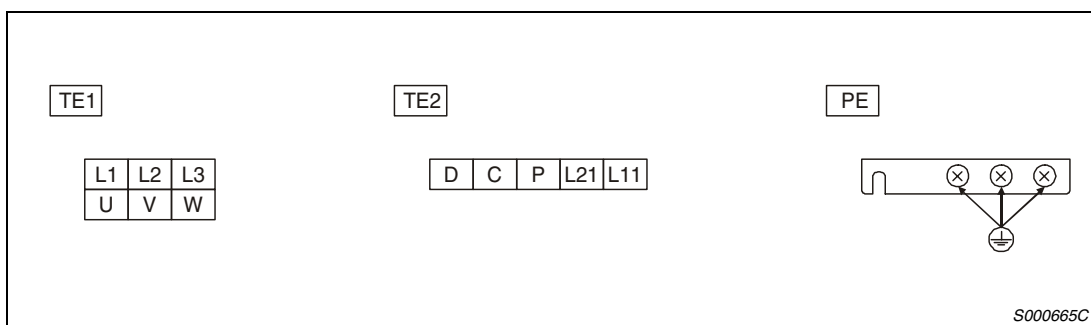 TE1 TE2 PE
L1 L2 L3 D C P L21 L11
U V W
S000665C